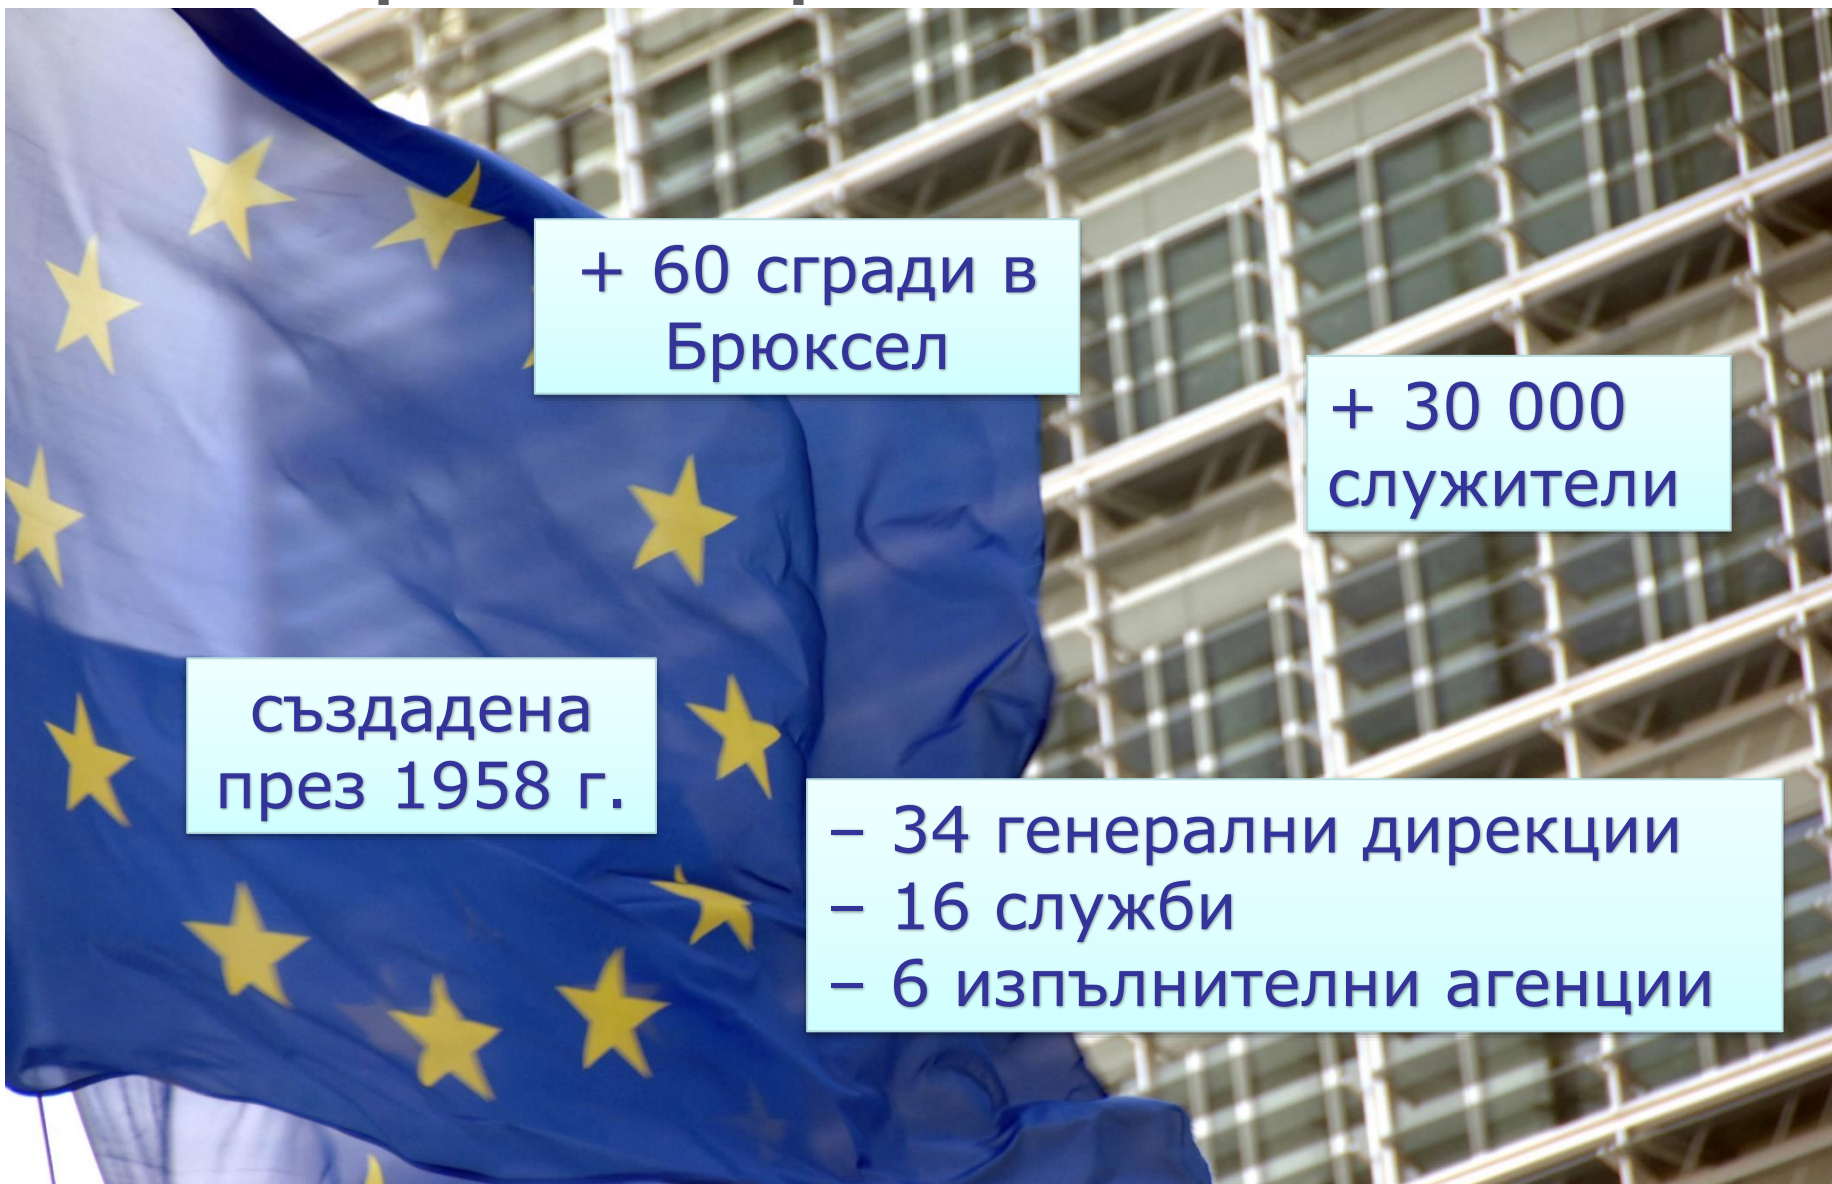 + 60 сгради в
Брюксел
+ 30 000
служители
създадена
през 1958 г.
– 34 генерални дирекции
– 16 служби
– 6 изпълнителни агенции